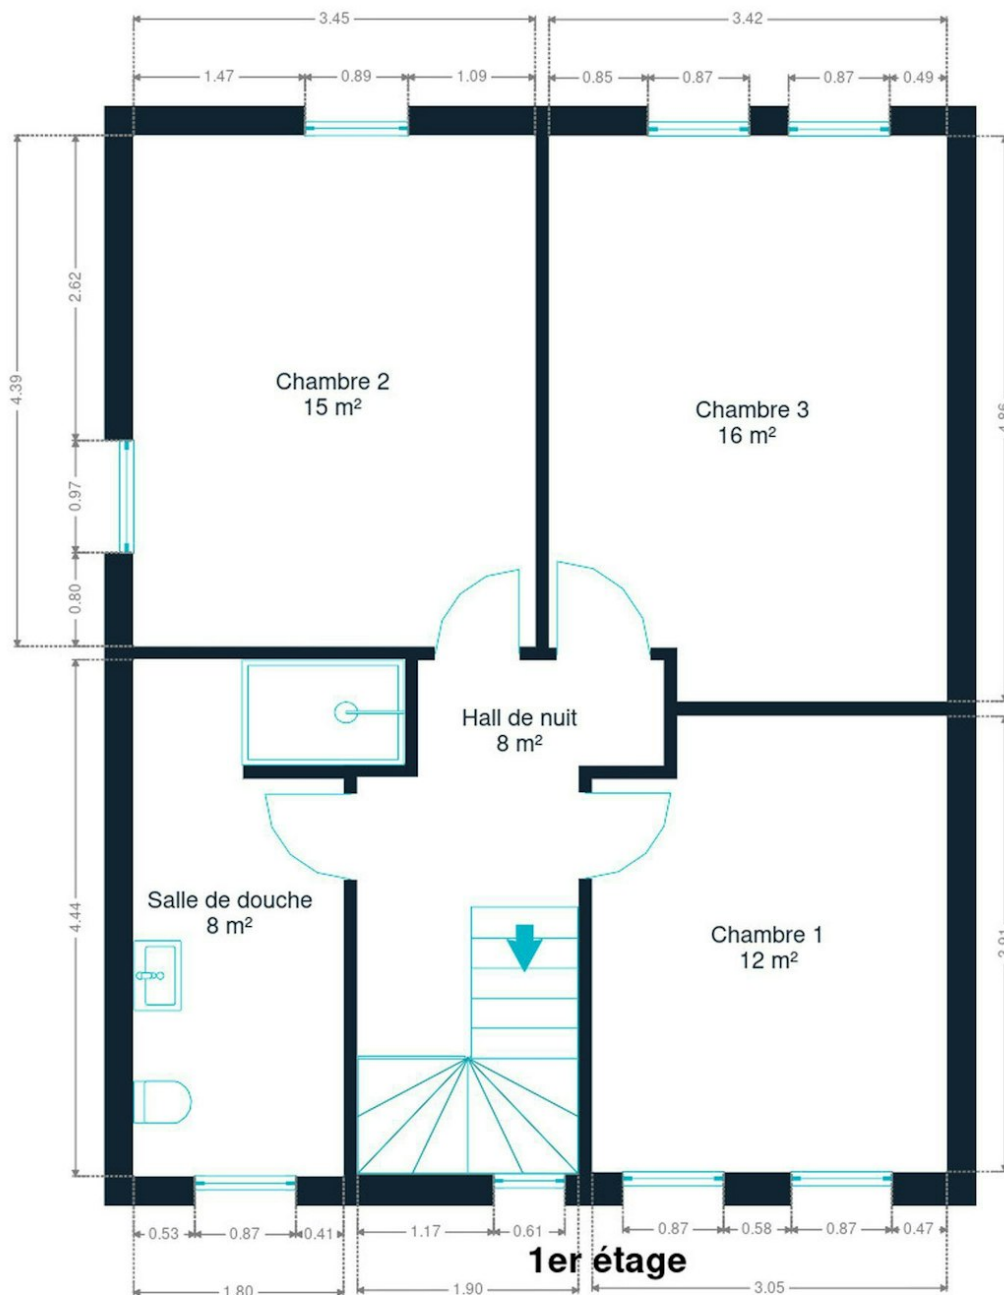 3.45
3.42
1.47
0.89
1.09
0.85
0.87
0.87
0.49
2.62
4.39
Chambre 2
15 m²
Chambre 3
16 m²
4.86
0.97
0.80
Hall de nuit
8 m²
4.44
Salle de douche
8 m²
Chambre 1
12 m²
3.91
0.53
0.87
0.41
1.17
0.61
0.87
0.58
0.87
0.47
1er étage
1.80
1.90
3.05